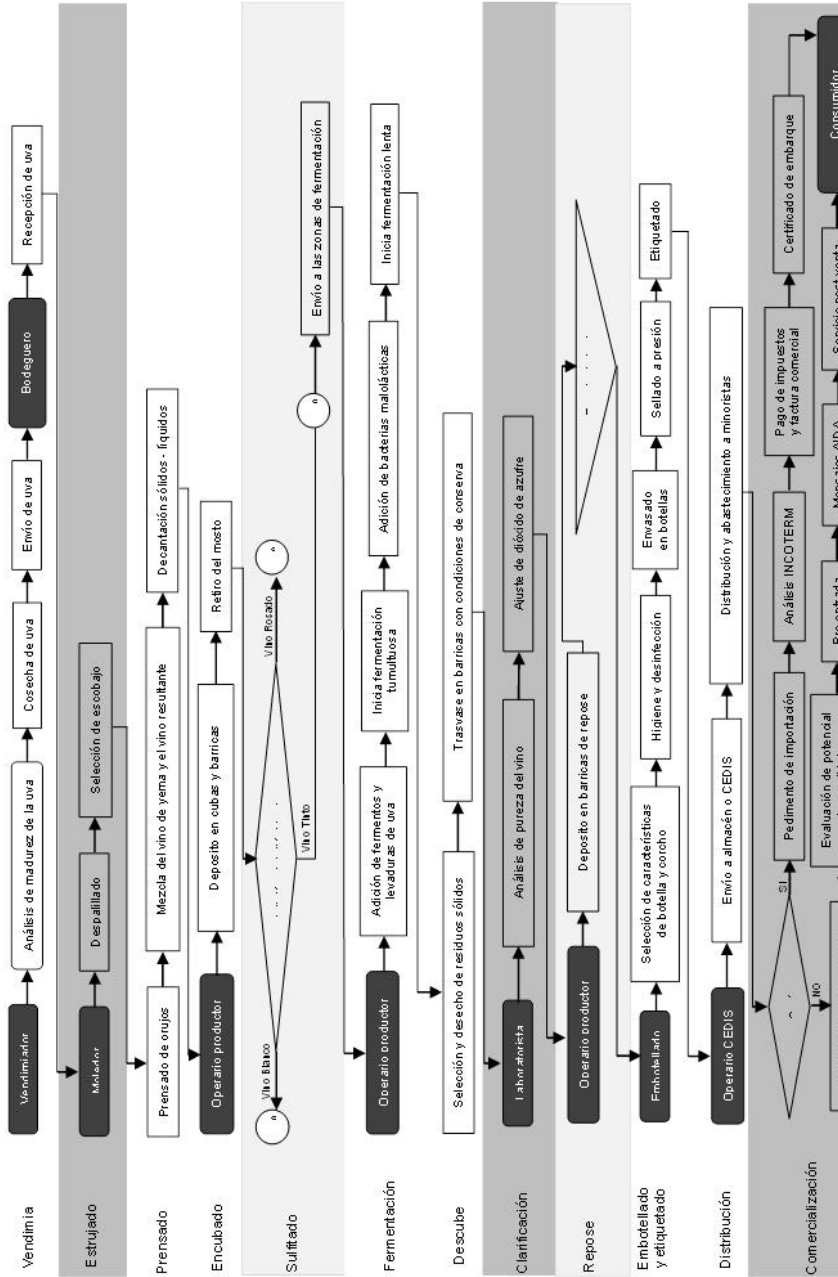 Vendimia
Vendimiador
Análisis de madurez de la uva
Cosecha de uva
Envío de uva
Bodeguero
Recepción de uva
Estrujado
Moledor
Despalillado
Selección de escobajo
Prensado
Prensado de orujos
Mezcla del vino de yema y el vino resultante
Decantación sólidos - líquidos
Encubado
Operario productor
Deposito en cubas y barricas
Retiro del mosto
Sulfitado
Vino Blanco
Vino Rosado
Vino Tinto
Envío a las zonas de fermentación
Fermentación
Operario productor
Adición de fermentos y
levaduras de uva
Inicia fermentación
tumultuosa
Adición de bacterias malolácticas
Inicia fermentación lenta
Descube
Selección y desecho de residuos sólidos
Trasvase en barricas con condiciones de conserva
Clarificación
Laboratorista
Análisis de pureza del vino
Ajuste de dióxido de azufre
Repose
Operario productor
Deposito en barricas de repose
Embotellado
y etiquetado
Embotellado
Selección de características
de botella y corcho
Higiene y desinfección
Envasado
en botellas
Sellado a presión
Etiquetado
Distribución
Operario CEDIS
Envío a almacén o CEDIS
Distribución y abastecimiento a minoristas
Comercialización
SI
NO
Pedimento de importación
Análisis INCOTERM
Pago de impuestos
y factura comercial
Certificado de embarque
Evaluación de potencial
Mensajes AIDA
Servicio post venta
Consumidor